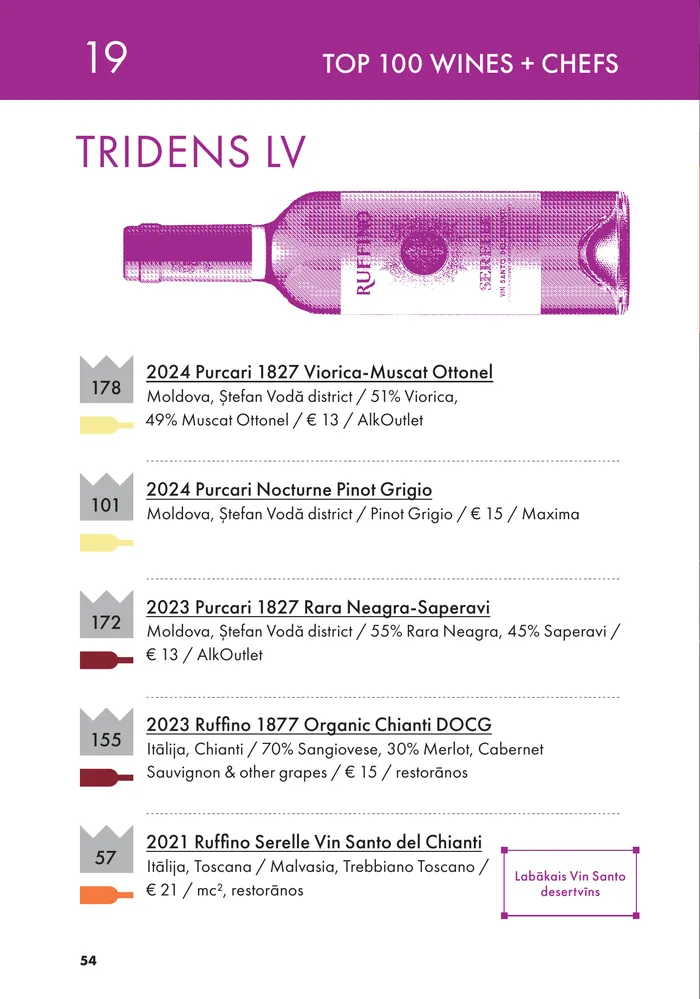 19
TOP 100 WINES + CHEFS
TRIDENS LV
RUFFINO
SERELLE
VIN SANTO DEL CHIANTI
178
2024 Purcari 1827 Viorica-Muscat Ottonel
Moldova, Ștefan Vodă district / 51% Viorica,
49% Muscat Ottonel / € 13 / AlkOutlet
101
2024 Purcari Nocturne Pinot Grigio
Moldova, Ștefan Vodă district / Pinot Grigio / € 15 / Maxima
172
2023 Purcari 1827 Rara Neagra-Saperavi
Moldova, Ștefan Vodă district / 55% Rara Neagra, 45% Saperavi /
€ 13 / AlkOutlet
155
2023 Ruffino 1877 Organic Chianti DOCG
Itālija, Chianti / 70% Sangiovese, 30% Merlot, Cabernet
Sauvignon & other grapes / € 15 / restorānos
57
2021 Ruffino Serelle Vin Santo del Chianti
Itālija, Toscana / Malvasia, Trebbiano Toscano /
€ 21 / mc², restorānos
Labākais Vin Santo
desertvīns
54